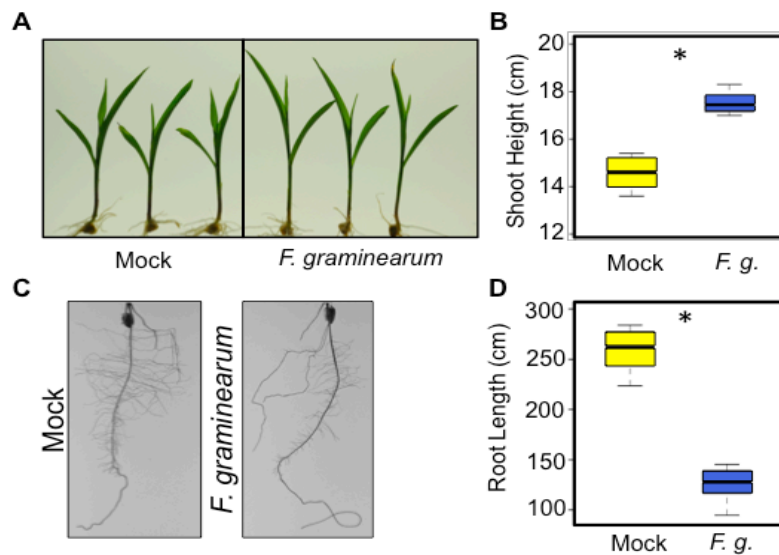 A
Mock
F. graminearum
B
Shoot Height (cm)
20
18
16
14
12
*
Mock
F. g.
C
Mock
F. graminearum
D
Root Length (cm)
300
250
200
150
100
*
Mock
F. g.